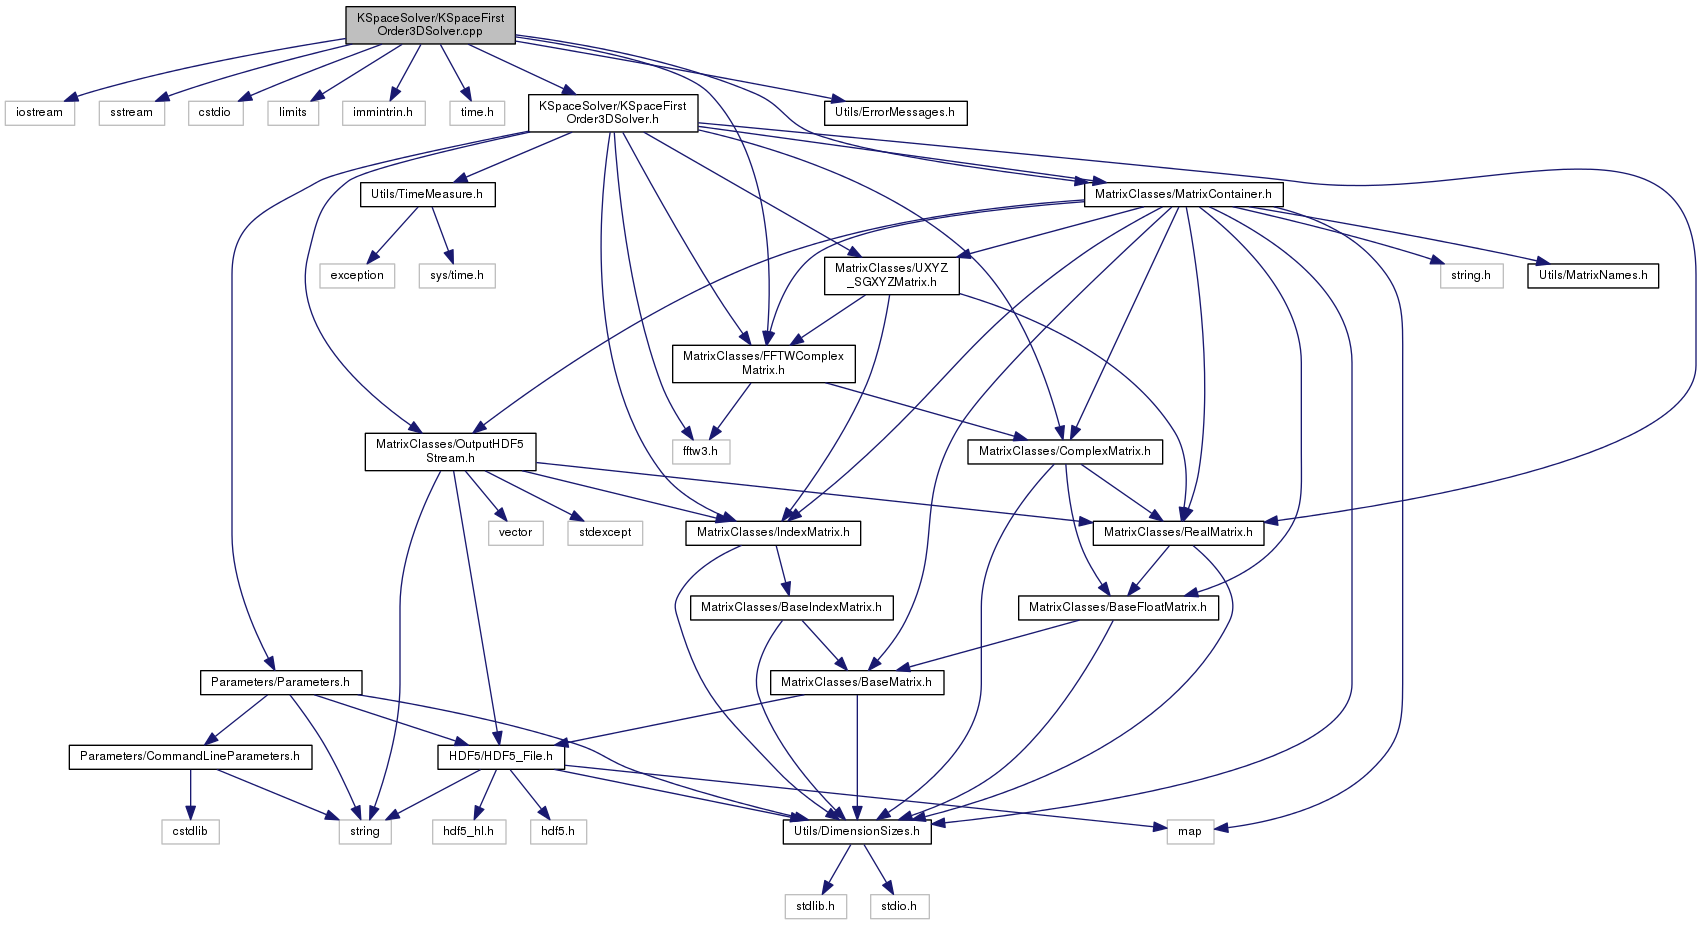 KSpaceSolver/KSpaceFirst
Order3DSolver.cpp
iostream
sstream
cstdio
limits
immintrin.h
time.h
KSpaceSolver/KSpaceFirst
Order3DSolver.h
Utils/ErrorMessages.h
Utils/TimeMeasure.h
MatrixClasses/MatrixContainer.h
exception
sys/time.h
MatrixClasses/UXYZ
_SGXYZMatrix.h
string.h
Utils/MatrixNames.h
MatrixClasses/FFTWComplex
Matrix.h
MatrixClasses/OutputHDF5
Stream.h
fftw3.h
MatrixClasses/ComplexMatrix.h
vector
stdexcept
MatrixClasses/IndexMatrix.h
MatrixClasses/RealMatrix.h
MatrixClasses/BaseIndexMatrix.h
MatrixClasses/BaseFloatMatrix.h
Parameters/Parameters.h
MatrixClasses/BaseMatrix.h
Parameters/CommandLineParameters.h
HDF5/HDF5_File.h
cstdlib
string
hdf5_hl.h
hdf5.h
Utils/DimensionSizes.h
map
stdlib.h
stdio.h